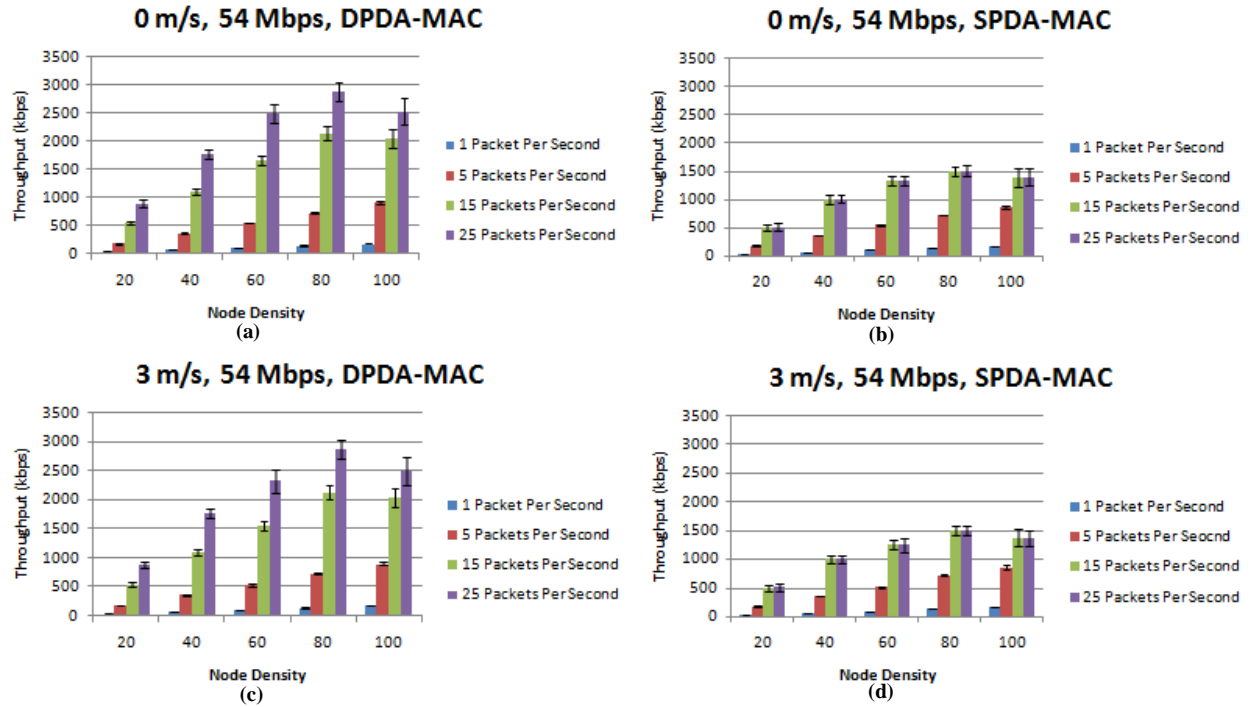 0 m/s, 54 Mbps, DPDA-MAC
Throughput (kbps)
3500
3000
2500
2000
1500
1000
500
0
20 40 60 80 100
Node Density
1 Packet Per Second
5 Packets Per Second
15 Packets Per Second
25 Packets Per Second
(a)
0 m/s, 54 Mbps, SPDA-MAC
Throughput (kbps)
3500
3000
2500
2000
1500
1000
500
0
20 40 60 80 100
Node Density
1 Packet Per Second
5 Packets Per Second
15 Packets Per Second
25 Packets Per Second
(b)
3 m/s, 54 Mbps, DPDA-MAC
Throughput (kbps)
3500
3000
2500
2000
1500
1000
500
0
20 40 60 80 100
Node Density
1 Packet Per Second
5 Packets Per Second
15 Packets Per Second
25 Packets Per Second
(c)
3 m/s, 54 Mbps, SPDA-MAC
Throughput (kbps)
3500
3000
2500
2000
1500
1000
500
0
20 40 60 80 100
Node Density
1 Packet Per Second
5 Packets Per Second
15 Packets Per Second
25 Packets Per Second
(d)